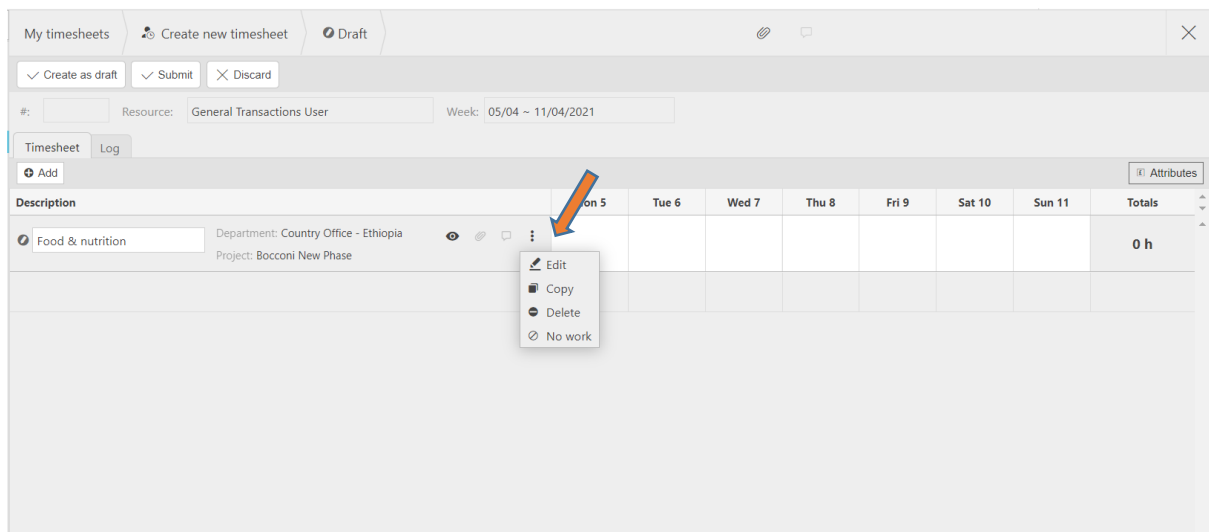 My timesheets Create new timesheet Draft
Create as draft Submit Discard
#: Resource: General Transactions User Week: 05/04 ~ 11/04/2021
Timesheet Log
Add Attributes
Description on 5 Tue 6 Wed 7 Thu 8 Fri 9 Sat 10 Sun 11 Totals
Food & nutrition Department: Country Office - Ethiopia 0 h
Project: Bocconi New Phase
Edit
Copy
Delete
No work